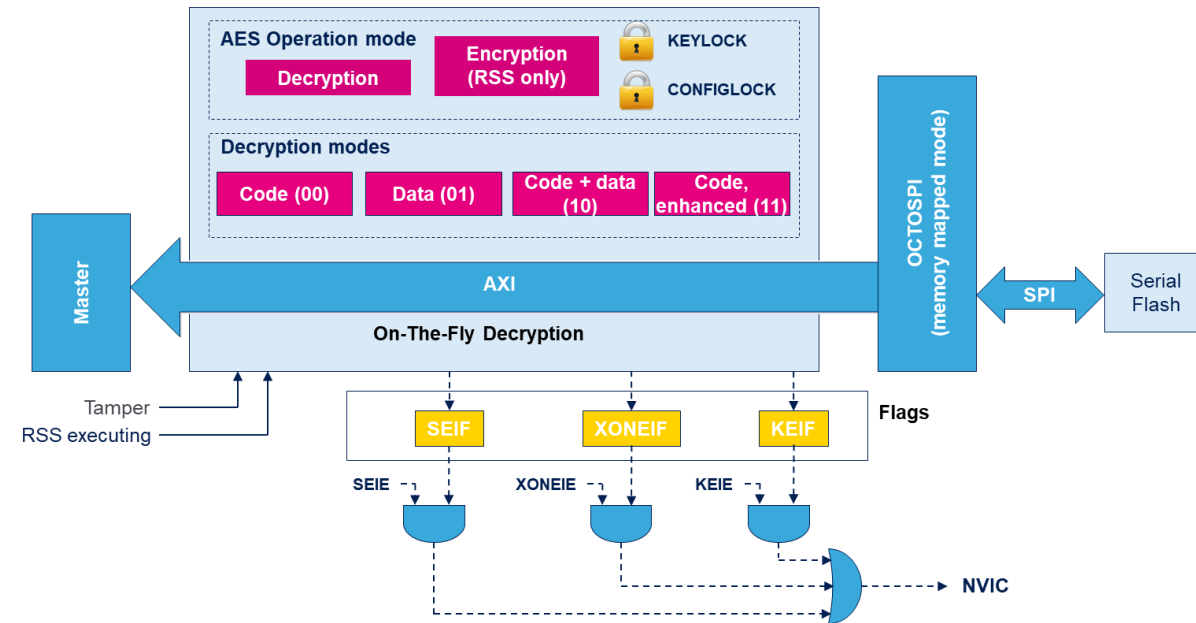 AES Operation mode
Decryption
Encryption
(RSS only)
KEYLOCK
CONFIGLOCK
Decryption modes
Code (00)
Data (01)
Code + data
(10)
Code,
enhanced (11)
Master
AXI
On-The-Fly Decryption
OCTOSPI
(memory mapped mode)
SPI
Serial
Flash
Tamper
RSS executing
SEIF
XONEIF
KEIF
Flags
SEIE
XONEIE
KEIE
NVIC